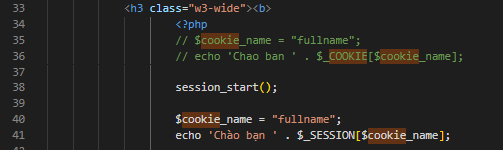 33 <h3 class="w3-wide"><b>
34 <?php
35 // $cookie_name = "fullname";
36 // echo 'Chao ban ' . $_COOKIE[$cookie_name];
37
38 session_start();
39
40 $cookie_name = "fullname";
41 echo 'Chào bạn ' . $_SESSION[$cookie_name];